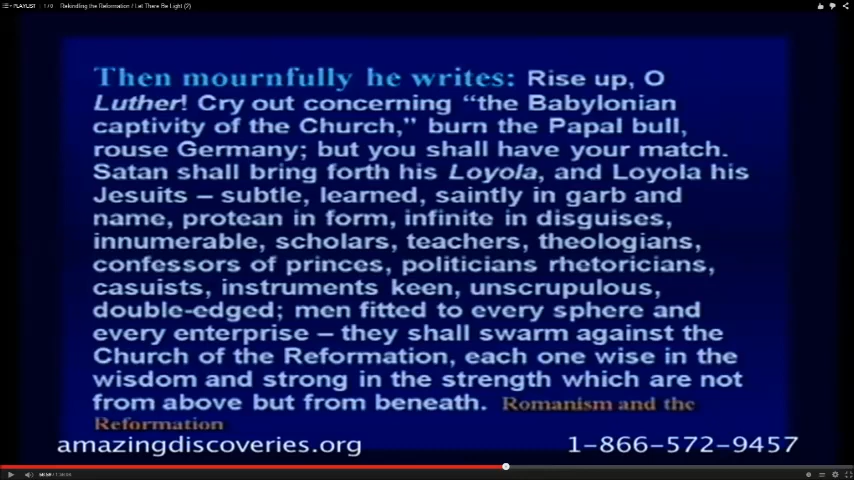 PLAYLIST 1 / 0 Rekindling the Reformation / Let There Be Light (2)
Then mournfully he writes: Rise up, O
Luther! Cry out concerning “the Babylonian
captivity of the Church,” burn the Papal bull,
rouse Germany; but you shall have your match.
Satan shall bring forth his Loyola, and Loyola his
Jesuits – subtle, learned, saintly in garb and
name, protean in form, infinite in disguises,
innumerable, scholars, teachers, theologians,
confessors of princes, politicians rhetoricians,
casuists, instruments keen, unscrupulous,
double-edged; men fitted to every sphere and
every enterprise – they shall swarm against the
Church of the Reformation, each one wise in the
wisdom and strong in the strength which are not
from above but from beneath. Romanism and the
Reformation
amazingdiscoveries.org 1-866-572-9457